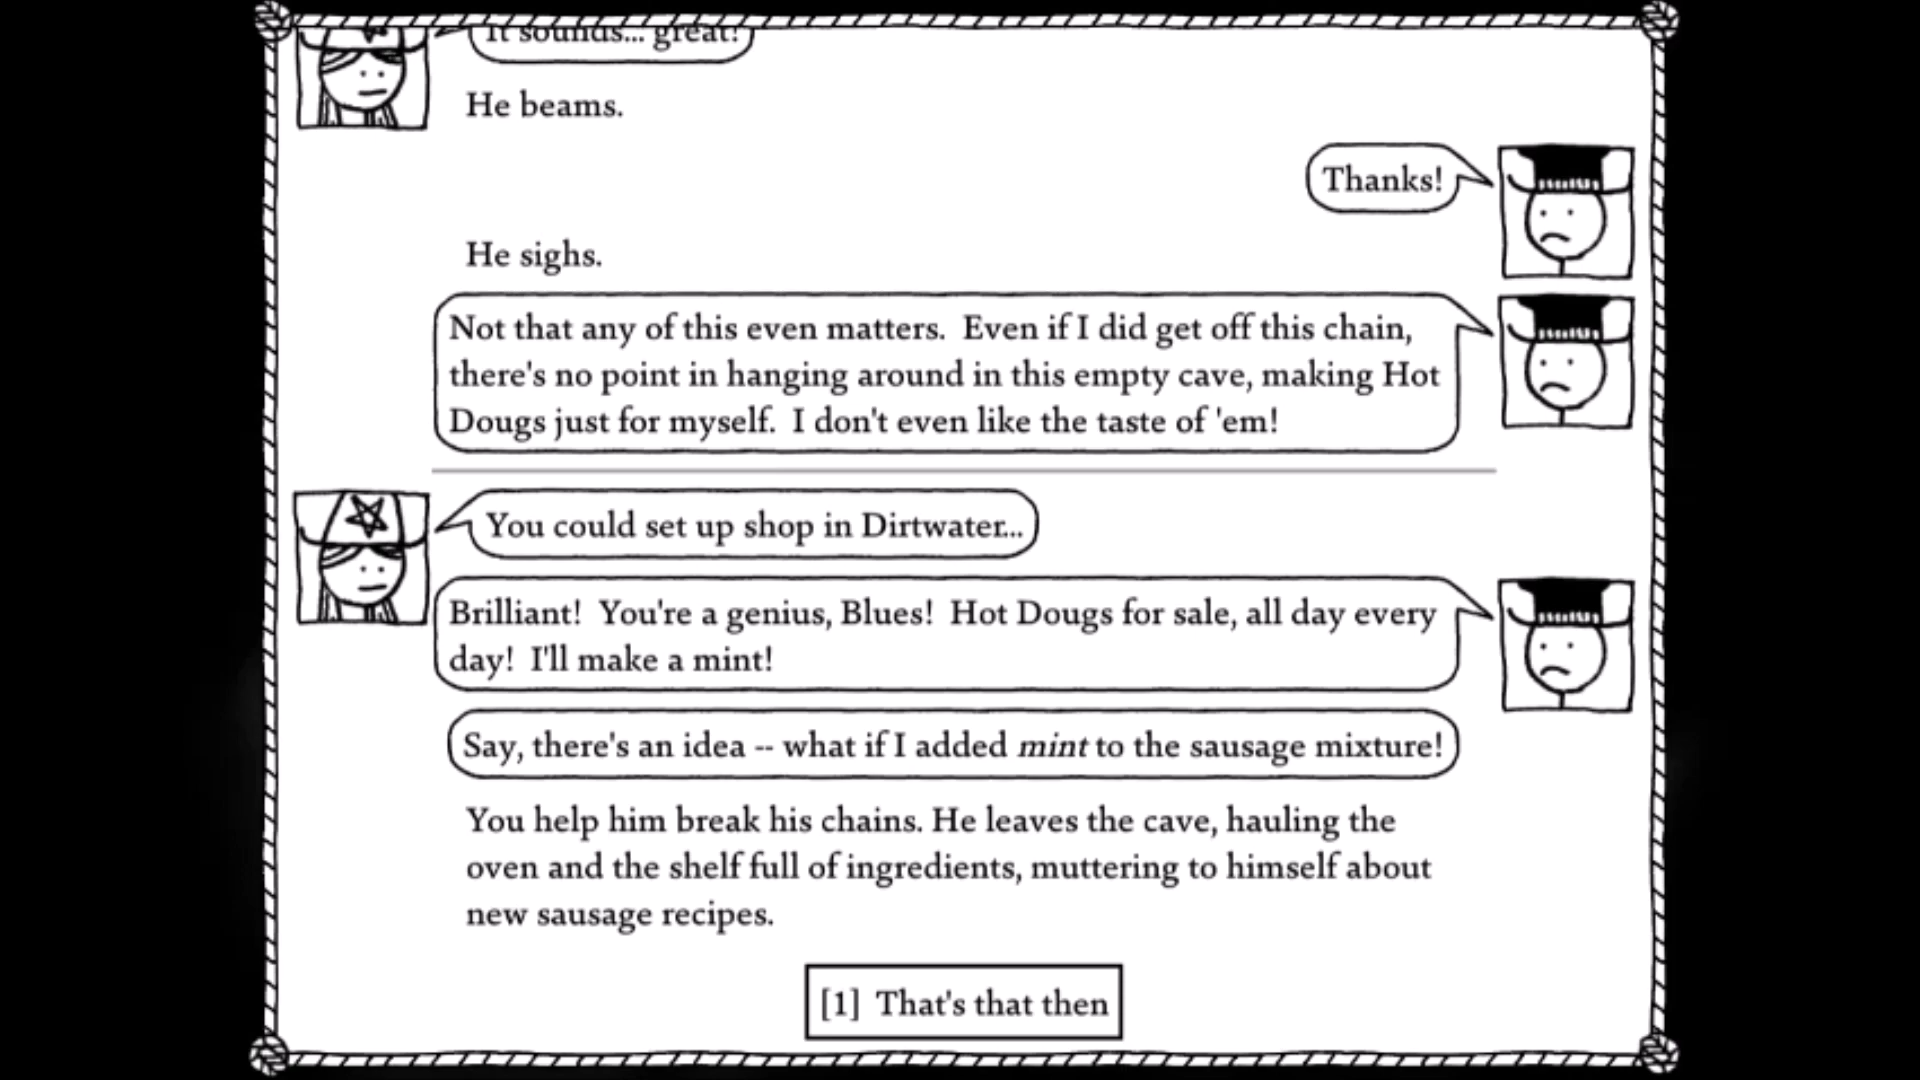 It sounds... great!
He beams.
Thanks!
He sighs.
Not that any of this even matters.  Even if I did get off this chain,
there's no point in hanging around in this empty cave, making Hot
Dougs just for myself.  I don't even like the taste of 'em!
You could set up shop in Dirtwater...
Brilliant!  You're a genius, Blues!  Hot Dougs for sale, all day every
day!  I'll make a mint!
Say, there's an idea -- what if I added mint to the sausage mixture!
You help him break his chains. He leaves the cave, hauling the
oven and the shelf full of ingredients, muttering to himself about
new sausage recipes.
[1]  That's that then